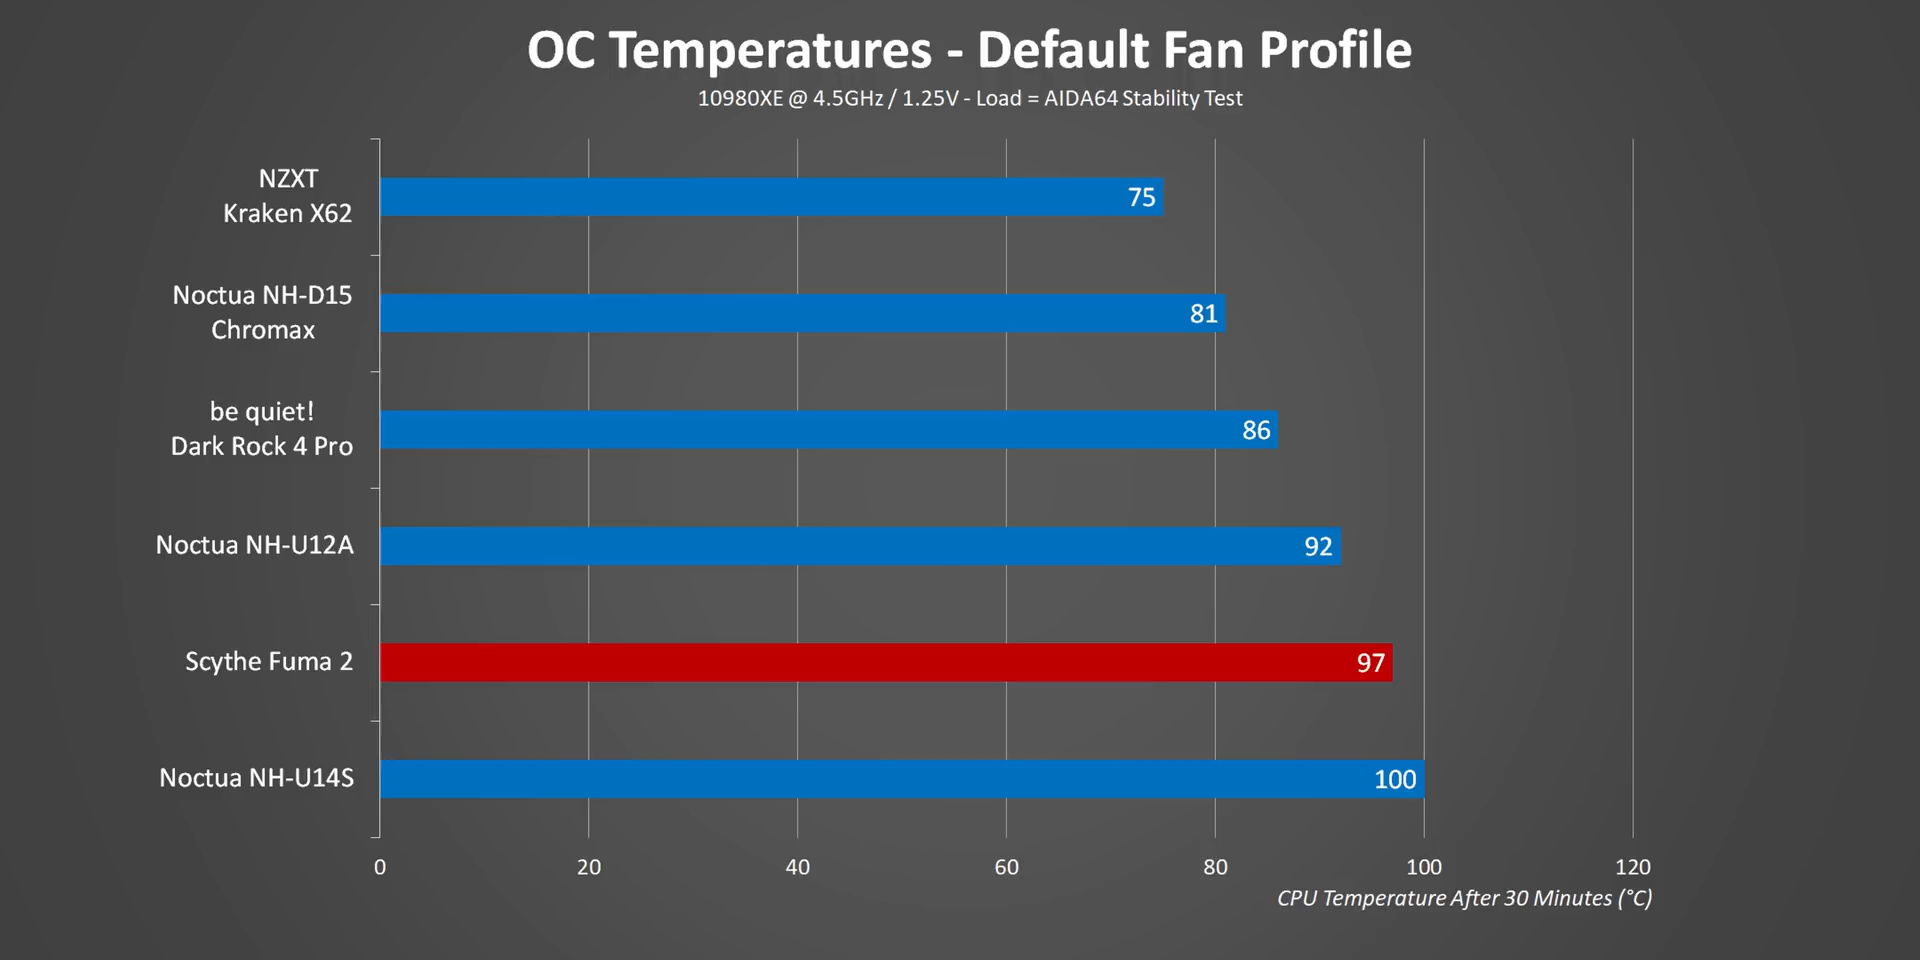 OC Temperatures - Default Fan Profile
10980XE @ 4.5GHz / 1.25V - Load = AIDA64 Stability Test
NZXT
Kraken X62
75
Noctua NH-D15
Chromax
81
be quiet!
Dark Rock 4 Pro
86
Noctua NH-U12A
92
Scythe Fuma 2
97
Noctua NH-U14S
100
0 20 40 60 80 100 120
CPU Temperature After 30 Minutes (°C)